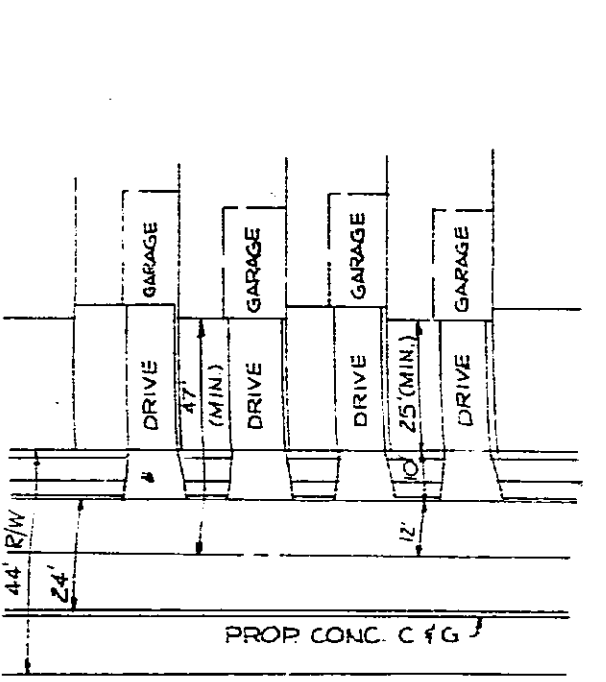 GARAGE
GARAGE
GARAGE
GARAGE
DRIVE
47'
(MIN.)
DRIVE
DRIVE
25'(MIN.)
DRIVE
10'
12'
44' R/W
24'
PROP. CONC. C & G